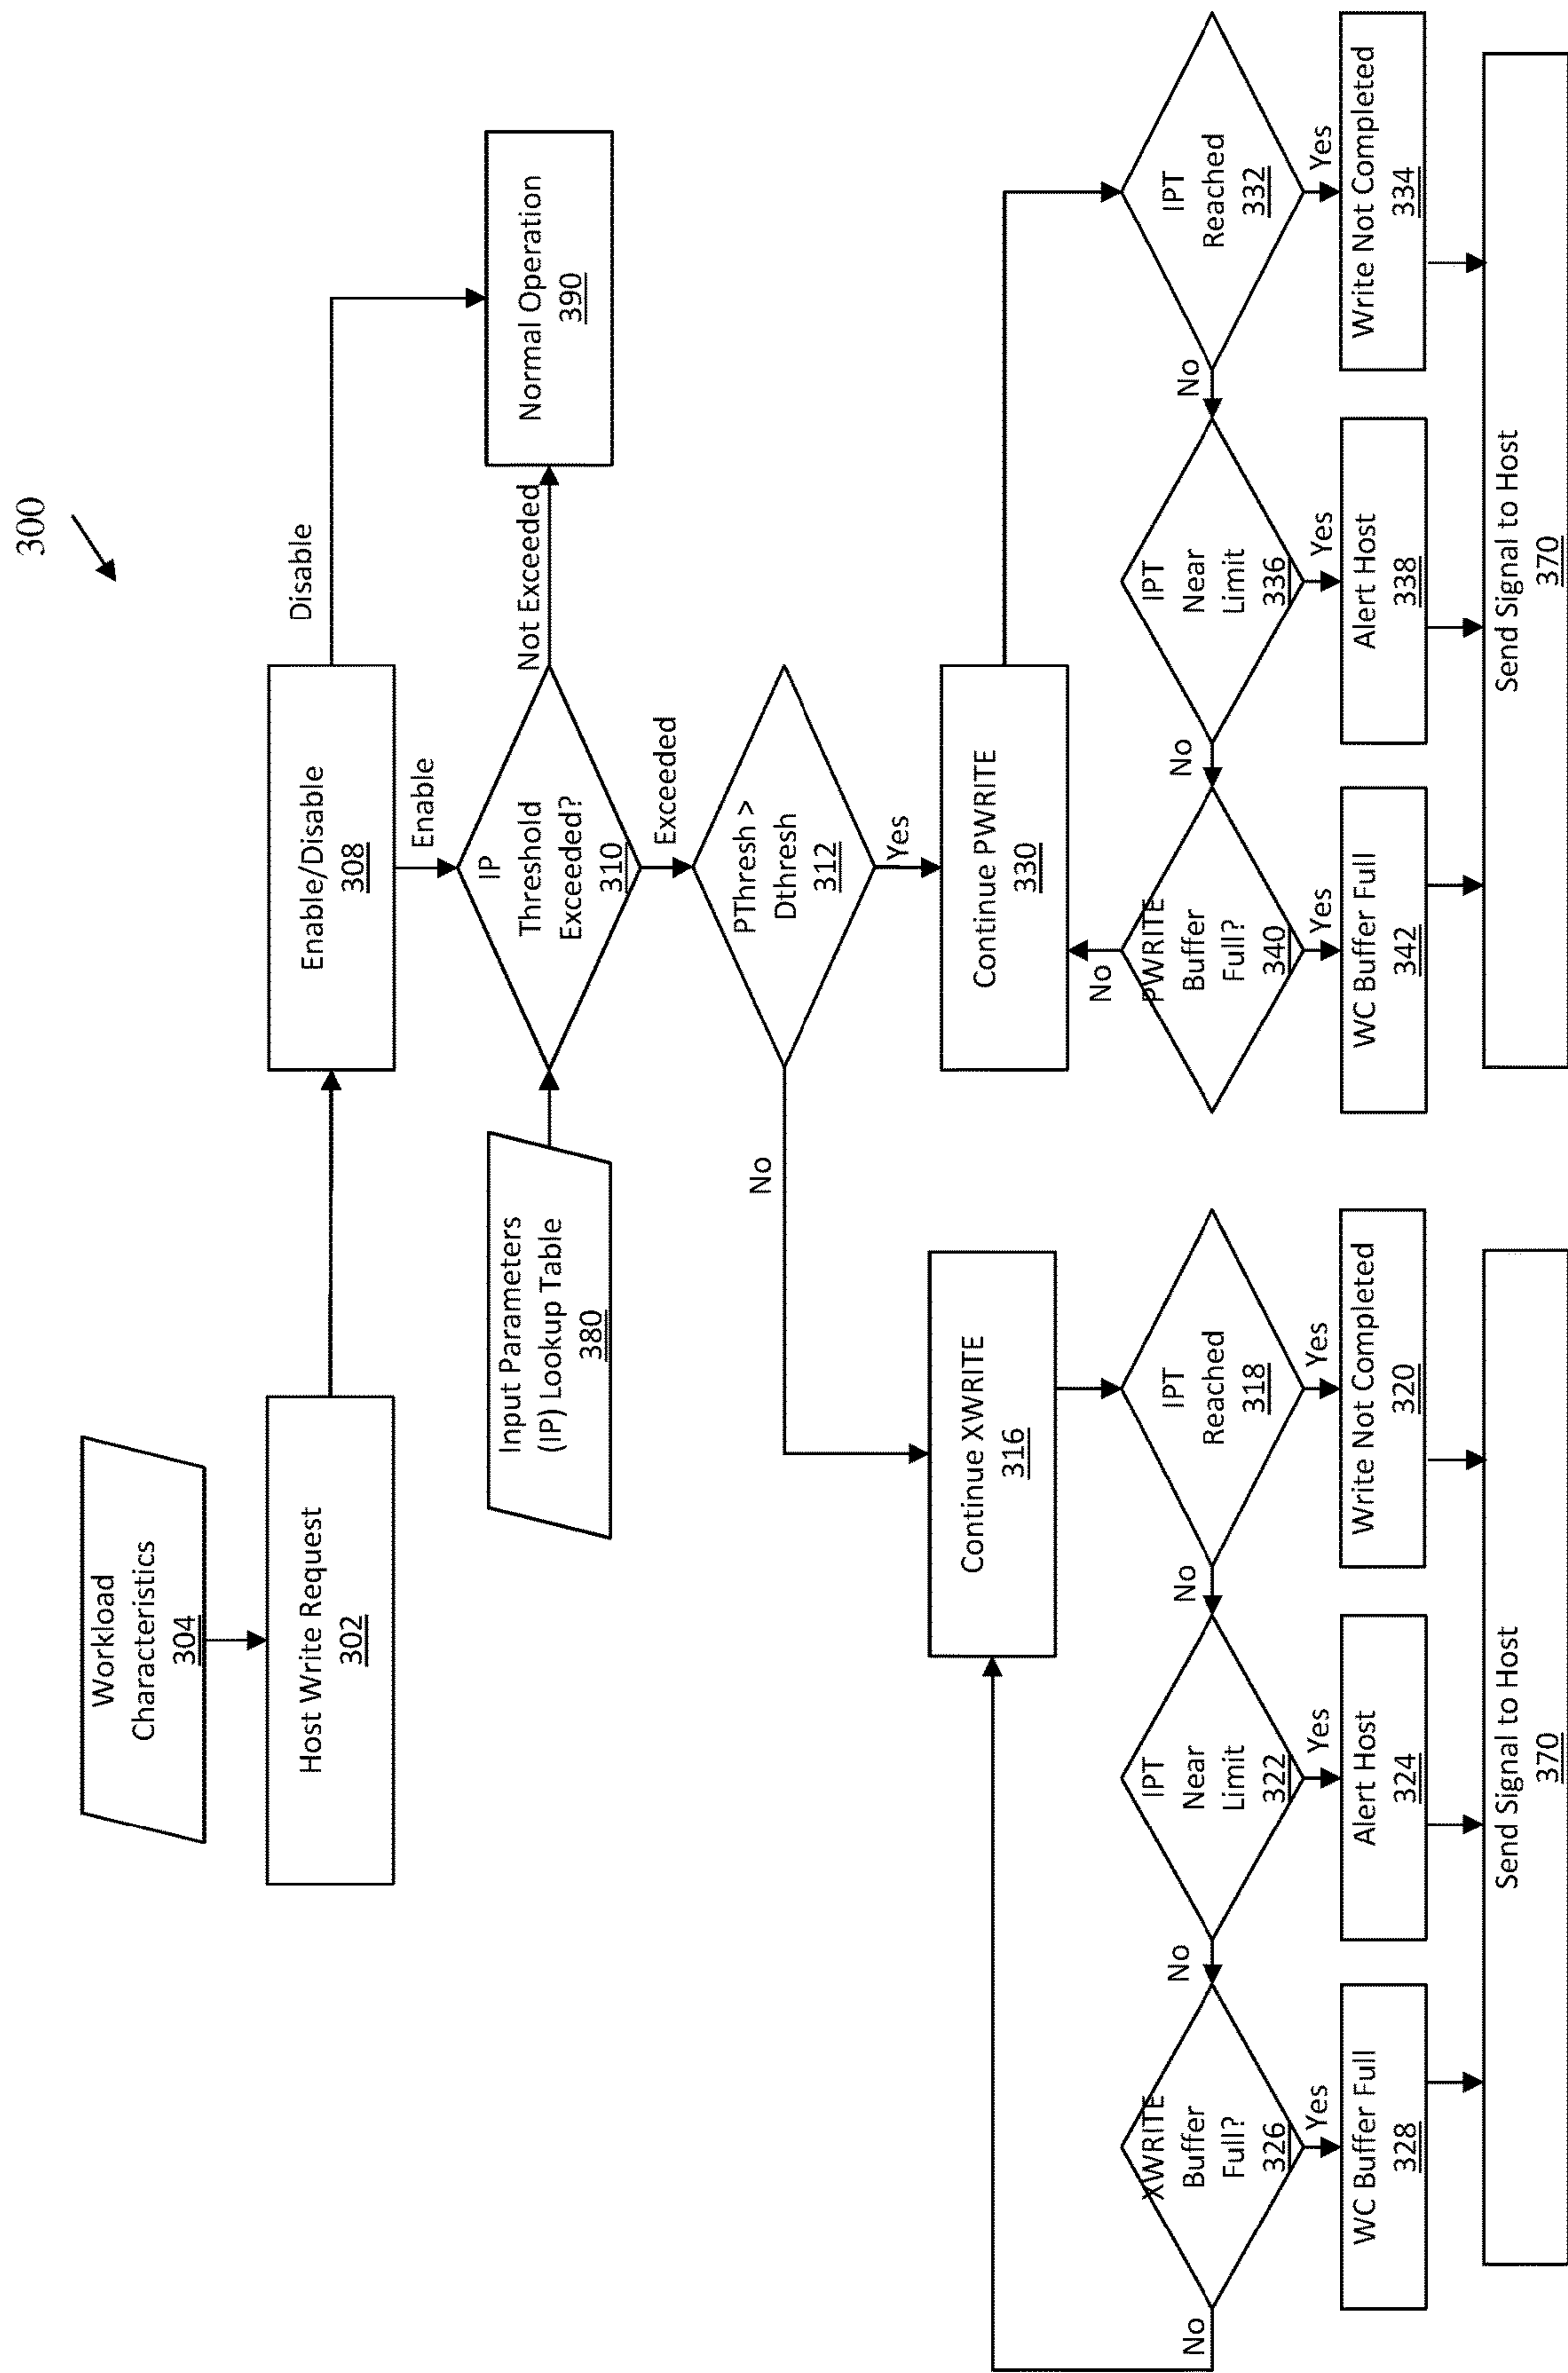 300
Workload
Characteristics
304
Host Write Request
302
Enable/Disable
308
Disable
Enable
Input Parameters
(IP) Lookup Table
380
IP
Threshold
Exceeded?
310
Not Exceeded
Normal Operation
390
Exceeded
PThresh >
Dthresh
312
No
Yes
Continue XWRITE
316
Continue PWRITE
330
No
XWRITE
Buffer
Full?
326
No
IPT
Near
Limit
322
No
IPT
Reached
318
No
PWRITE
Buffer
Full?
340
No
IPT
Near
Limit
336
No
IPT
Reached
332
Yes
Yes
Yes
Yes
Yes
Yes
WC Buffer Full
328
Alert Host
324
Write Not Completed
320
WC Buffer Full
342
Alert Host
338
Write Not Completed
334
Send Signal to Host
370
Send Signal to Host
370